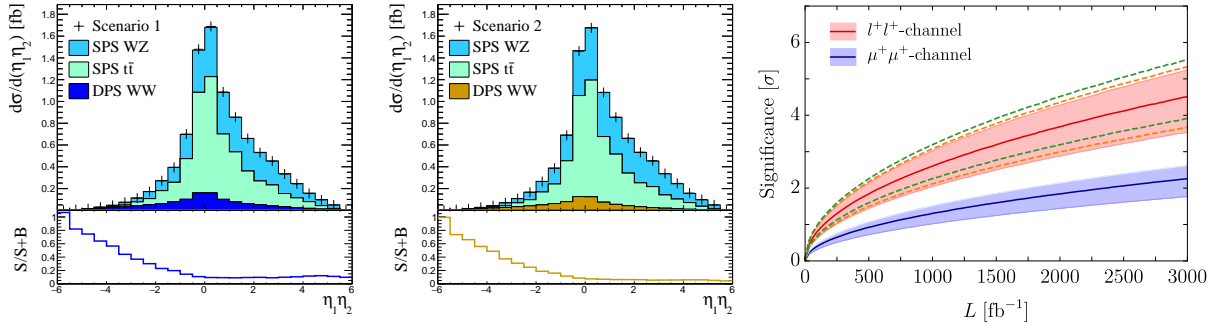 dσ/d(η₁η₂) [fb]
1.8
1.6
1.4
1.2
1.0
0.8
0.6
0.4
0.2
Scenario 1
SPS WZ
SPS tt̄
DPS WW
S/S+B
1
0.8
0.6
0.4
0.2
0
−6 −4 −2 0 2 4 6
η₁η₂
dσ/d(η₁η₂) [fb]
1.8
1.6
1.4
1.2
1.0
0.8
0.6
0.4
0.2
Scenario 2
SPS WZ
SPS tt̄
DPS WW
S/S+B
1
0.8
0.6
0.4
0.2
0
−6 −4 −2 0 2 4 6
η₁η₂
Significance [σ]
6
4
2
0
l⁺l⁺-channel
μ⁺μ⁺-channel
0 500 1000 1500 2000 2500 3000
L [fb⁻¹]